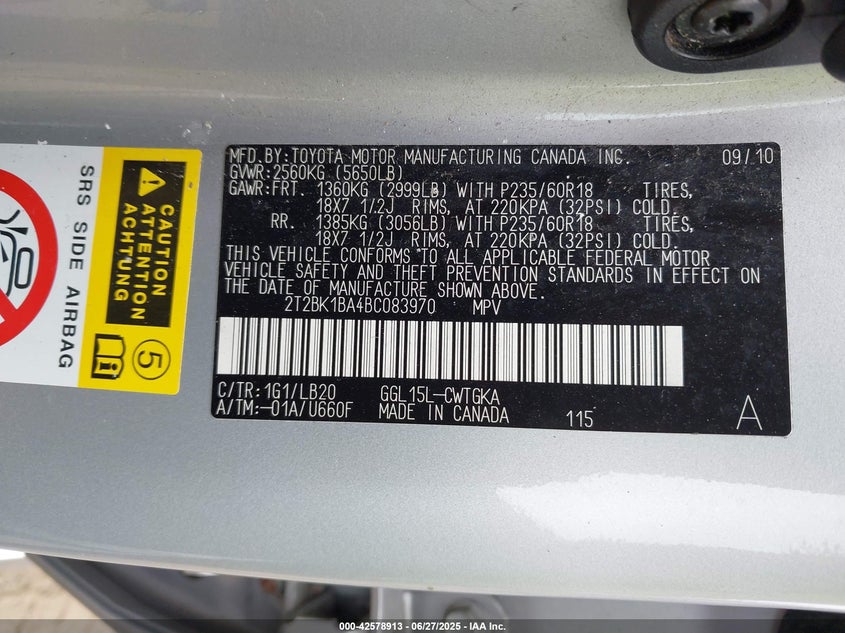 MFD.BY:TOYOTA MOTOR MANUFACTURING CANADA INC. 09/10
GVWR:2560KG (5650LB)
GAWR:FRT. 1360KG (2999LB) WITH P235/60R18 TIRES,
18X7 1/2J RIMS, AT 220KPA (32PSI) COLD.
RR. 1385KG (3056LB) WITH P235/60R18 TIRES,
18X7 1/2J RIMS, AT 220KPA (32PSI) COLD.
THIS VEHICLE CONFORMS TO ALL APPLICABLE FEDERAL MOTOR
VEHICLE SAFETY AND THEFT PREVENTION STANDARDS IN EFFECT ON
THE DATE OF MANUFACTURE SHOWN ABOVE.
2T2BK1BA4BC083970 MPV
C/TR:1G1/LB20 GGL15L-CWTGKA
A/TM:-01A/U660F MADE IN CANADA 115 A
SRS SIDE AIRBAG
CAUTION
ATTENTION
ACHTUNG
5
000-42578913 - 06/27/2025 - IAA Inc.